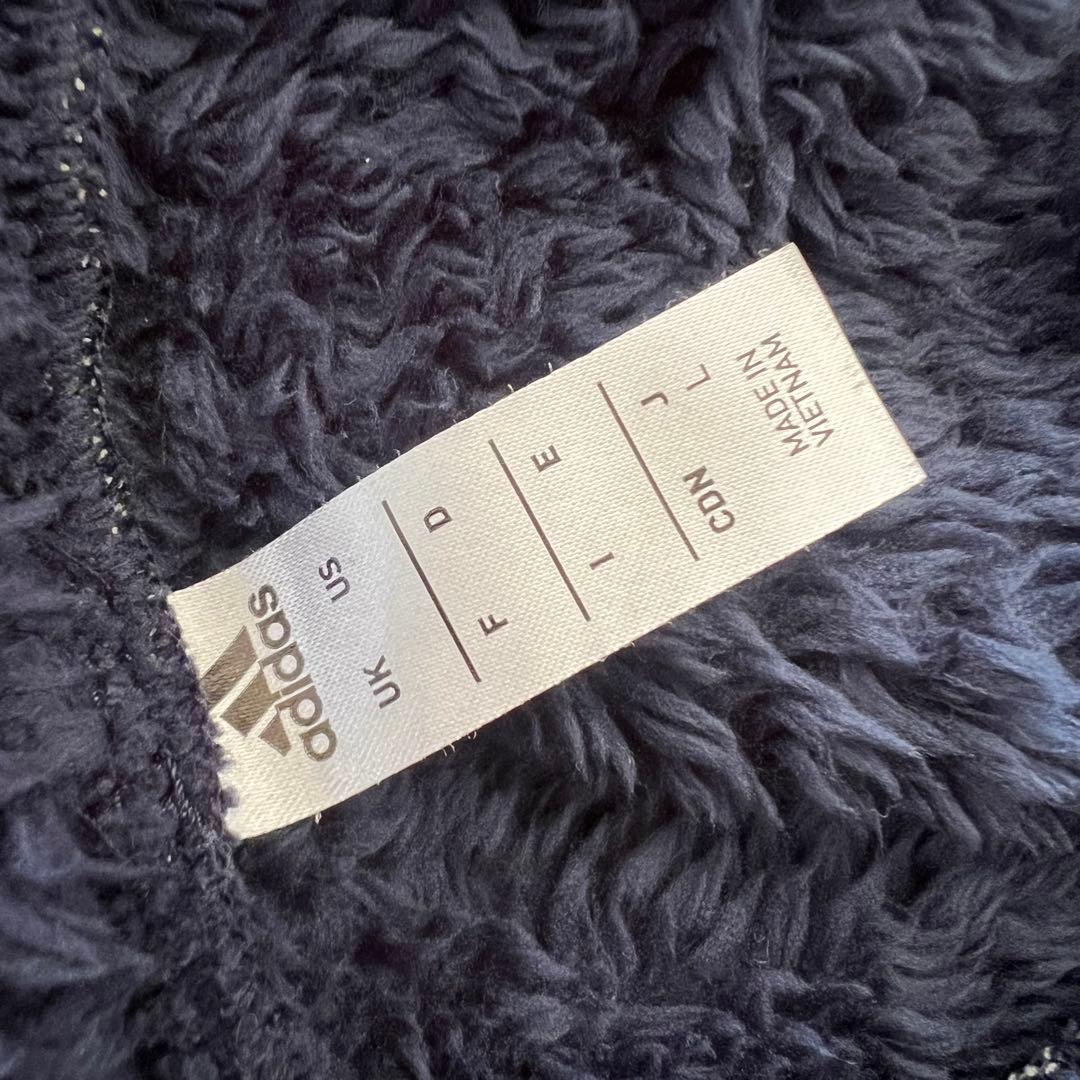 adidas
UK US
F D
I E
CDN J
L
MADE IN
VIETNAM